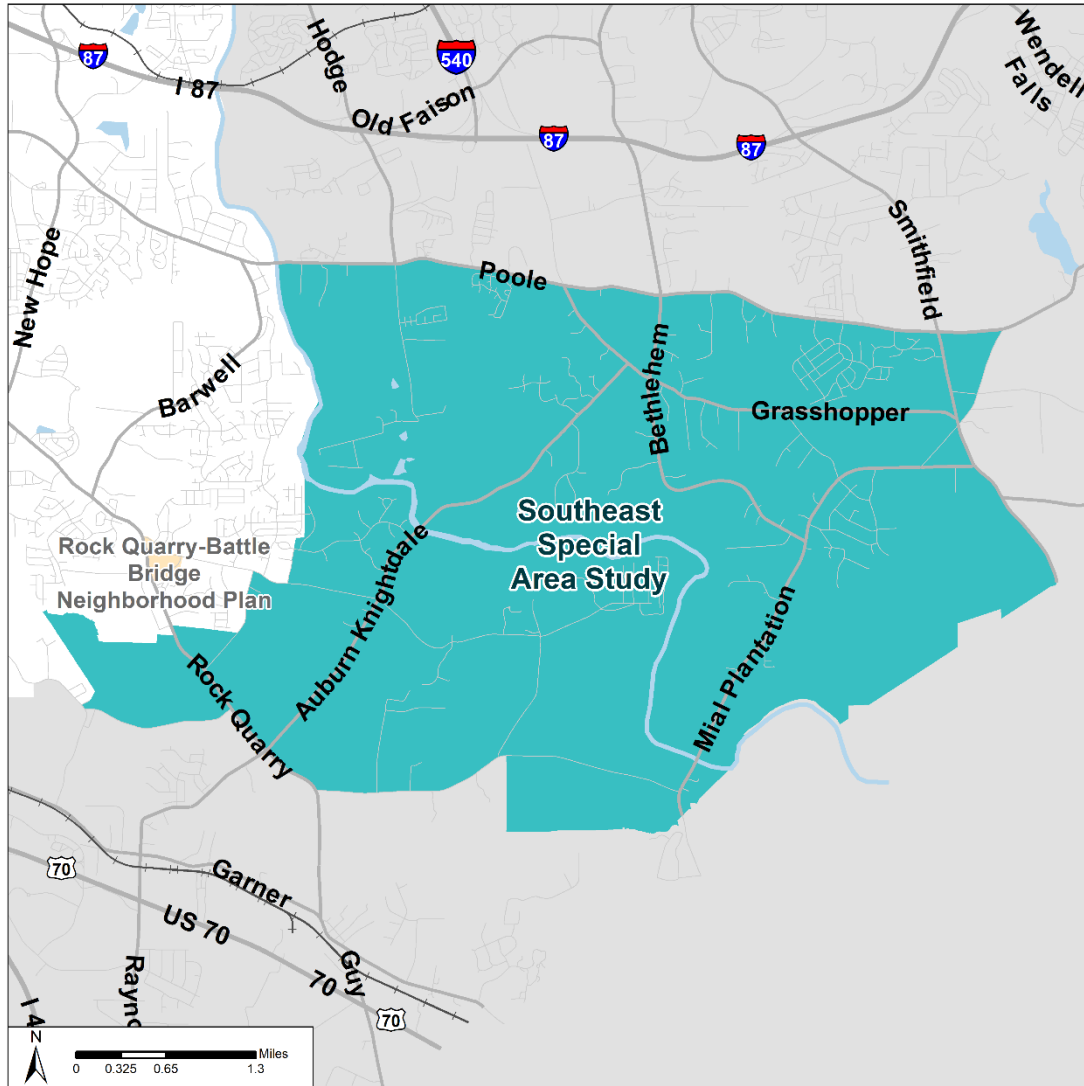 Hodge
540
Wendell
Falls
87
I 87
Old Faison
87
87
Smithfield
New Hope
Poole
Bethlehem
Barwell
Grasshopper
Southeast
Special
Area Study
Rock Quarry-Battle
Bridge
Neighborhood Plan
Auburn Knightdale
Mial Plantation
Rock Quarry
70
Garner
US 70
70
Guy
Rayno
70
I 4
N
Miles
0 0.325 0.65 1.3